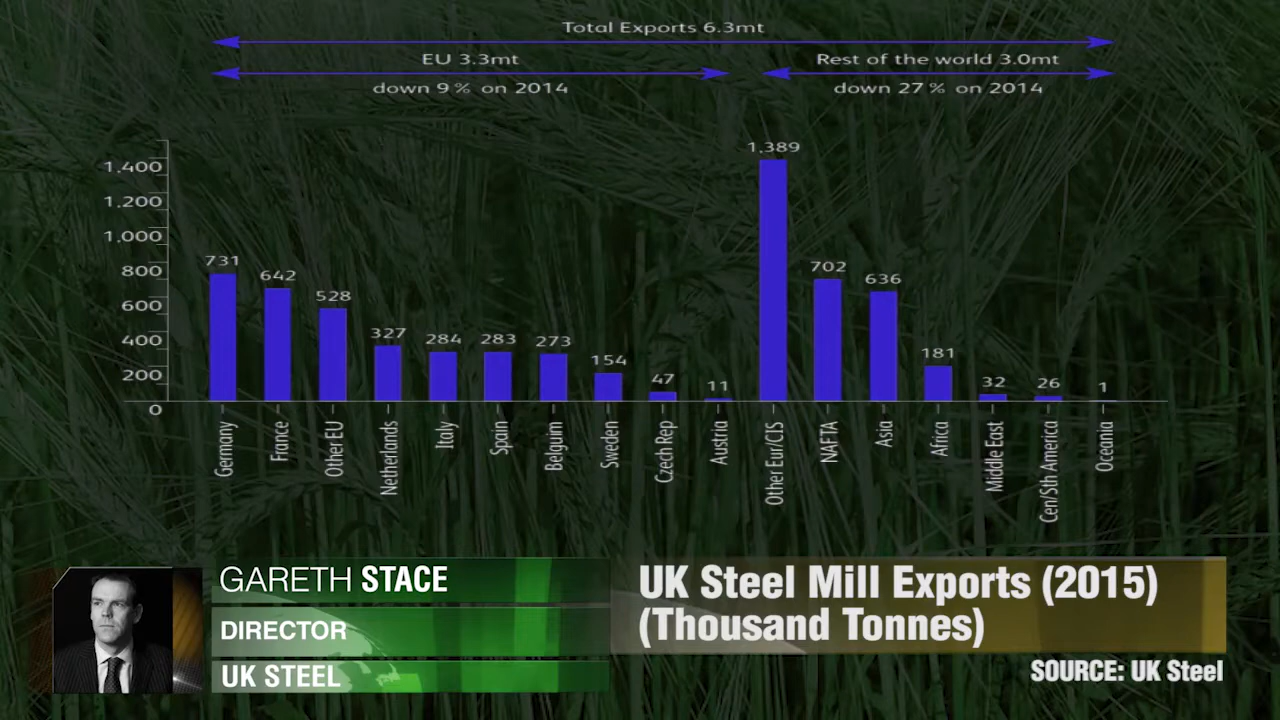 Total Exports 6.3mt
EU 3.3mt
Rest of the world 3.0mt
down 9% on 2014
down 27% on 2014
1,400
1,200
1,000
800
600
400
200
0
731
642
528
327
284
283
273
154
47
11
1,389
702
636
181
32
26
1
Germany
France
Other EU
Netherlands
Italy
Spain
Belgum
Sweden
Czech Rep
Austria
Other Eur/CIS
NAFTA
Asia
Africa
Middle East
Cen/Sth America
Oceania
GARETH STACE
DIRECTOR
UK STEEL
UK Steel Mill Exports (2015)
(Thousand Tonnes)
SOURCE: UK Steel